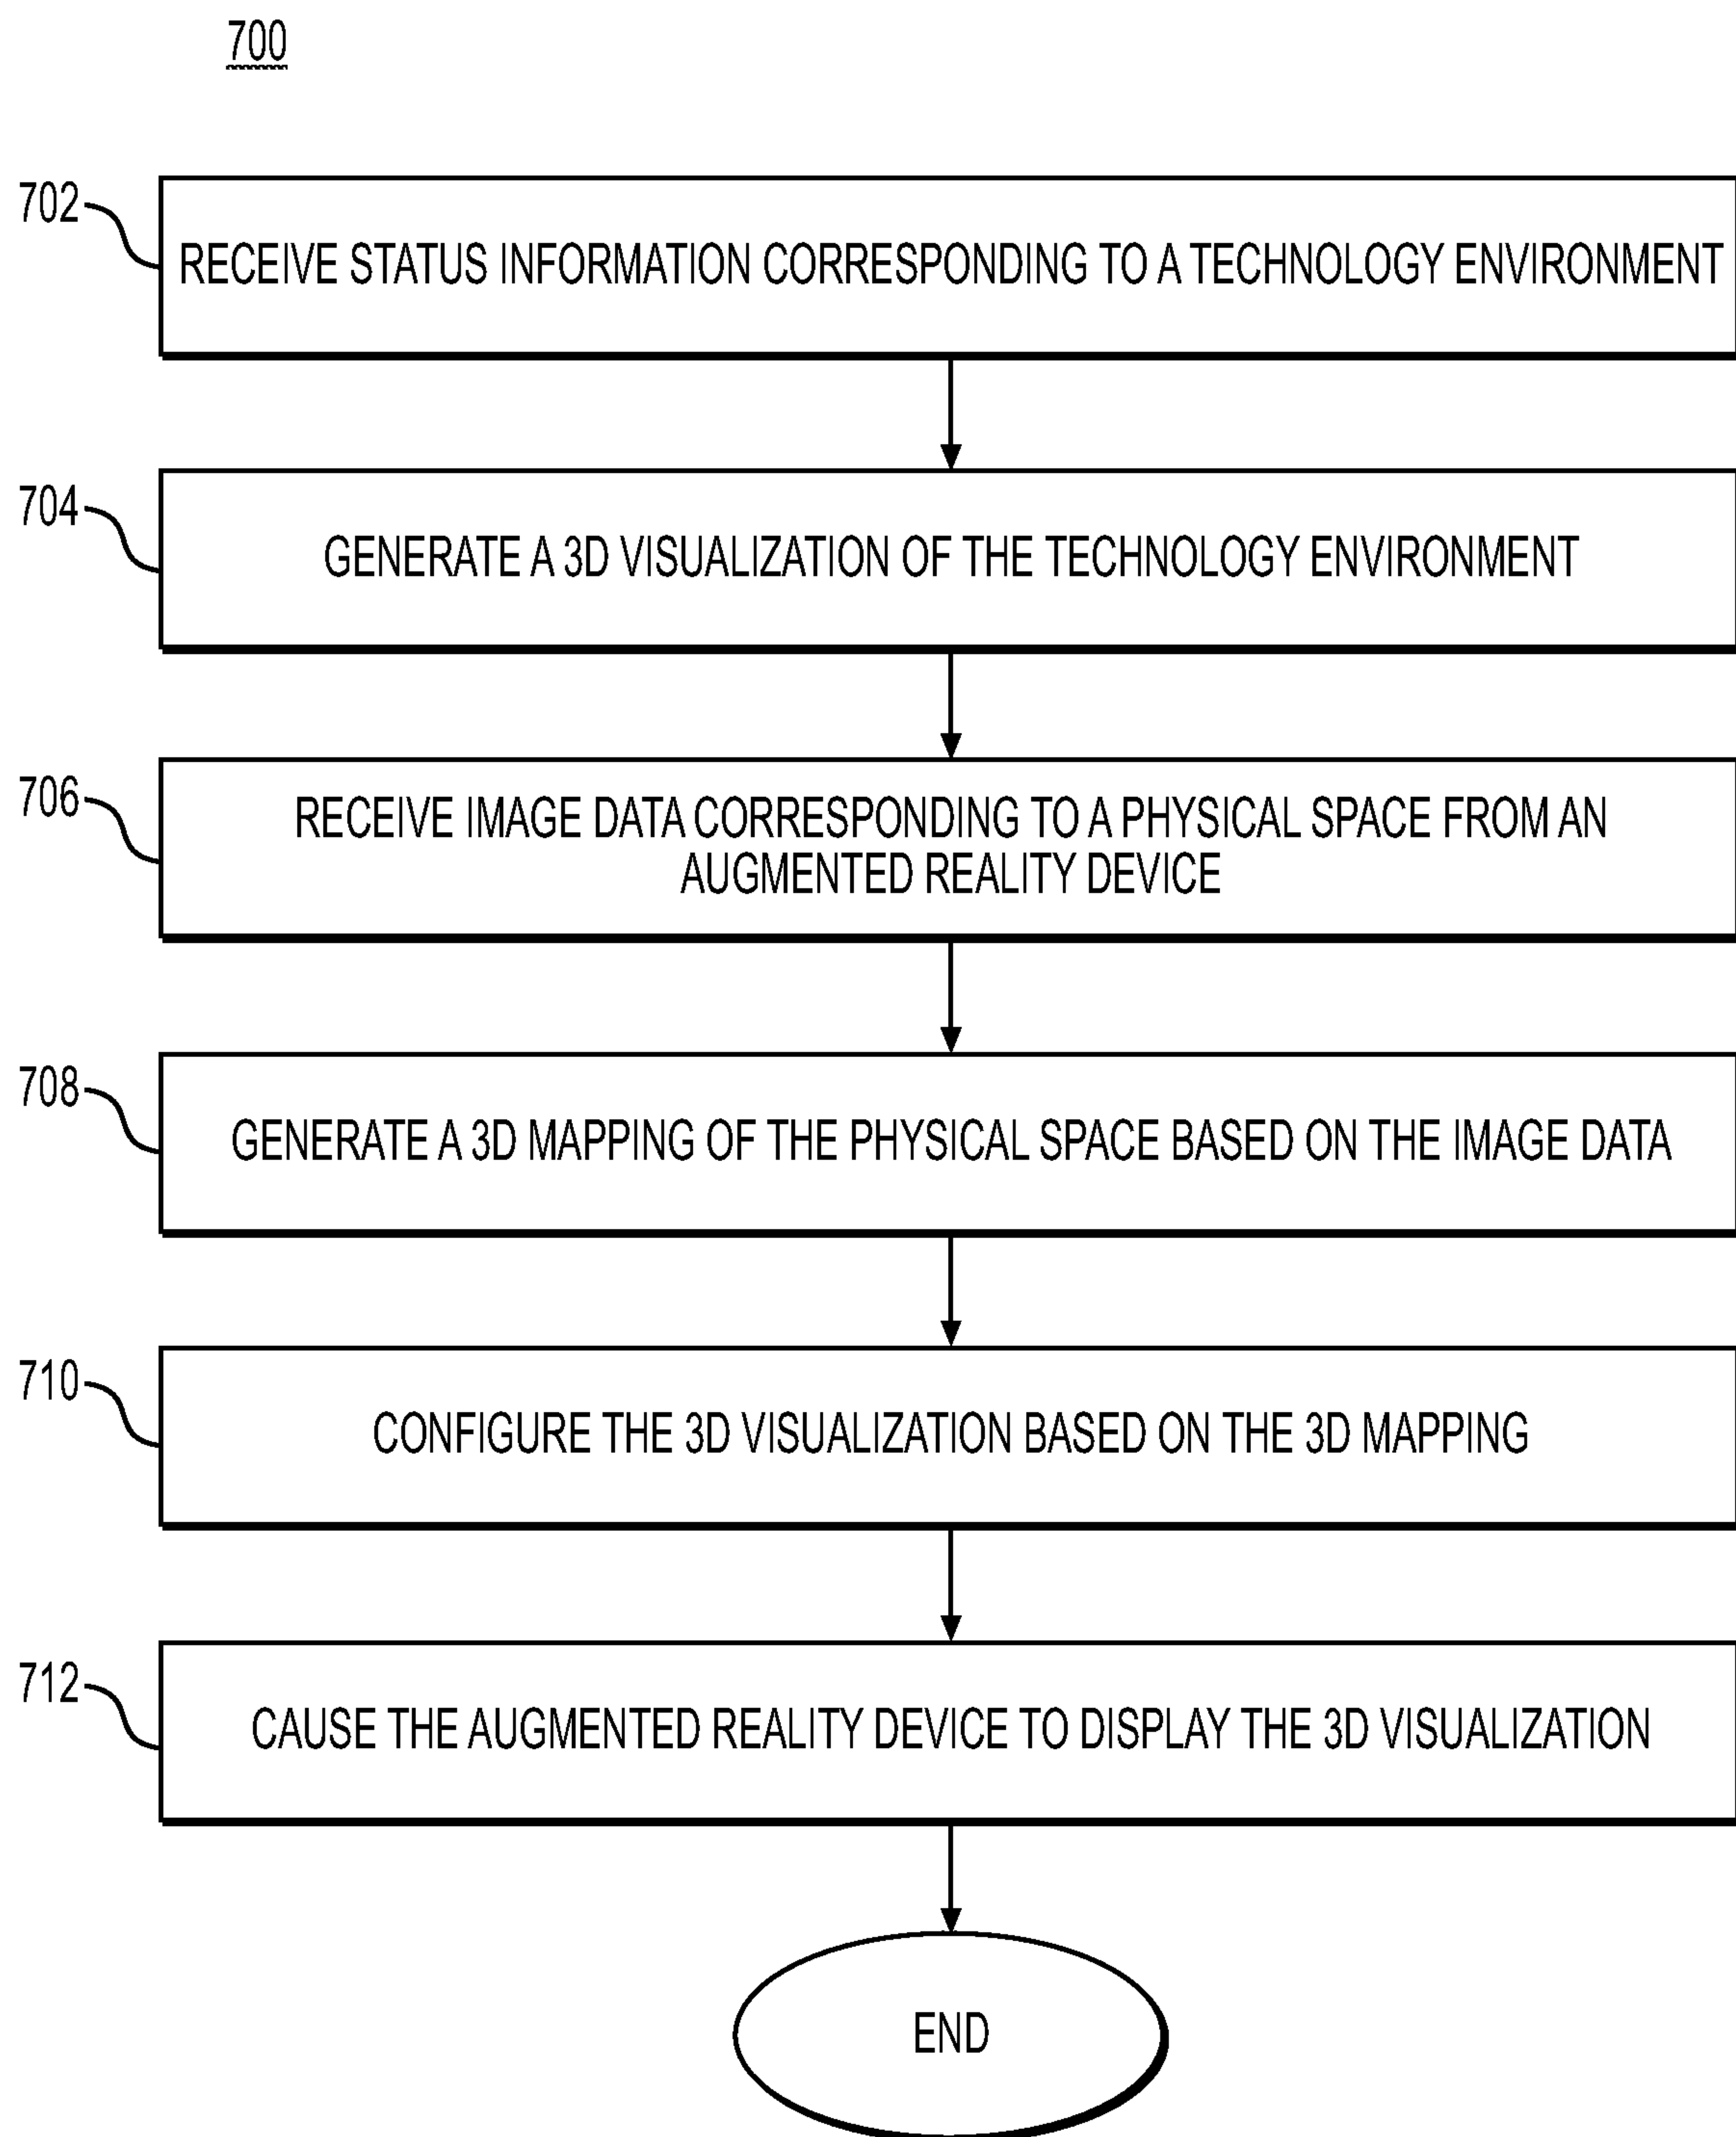 700
702
RECEIVE STATUS INFORMATION CORRESPONDING TO A TECHNOLOGY ENVIRONMENT
704
GENERATE A 3D VISUALIZATION OF THE TECHNOLOGY ENVIRONMENT
706
RECEIVE IMAGE DATA CORRESPONDING TO A PHYSICAL SPACE FROM AN
AUGMENTED REALITY DEVICE
708
GENERATE A 3D MAPPING OF THE PHYSICAL SPACE BASED ON THE IMAGE DATA
710
CONFIGURE THE 3D VISUALIZATION BASED ON THE 3D MAPPING
712
CAUSE THE AUGMENTED REALITY DEVICE TO DISPLAY THE 3D VISUALIZATION
END